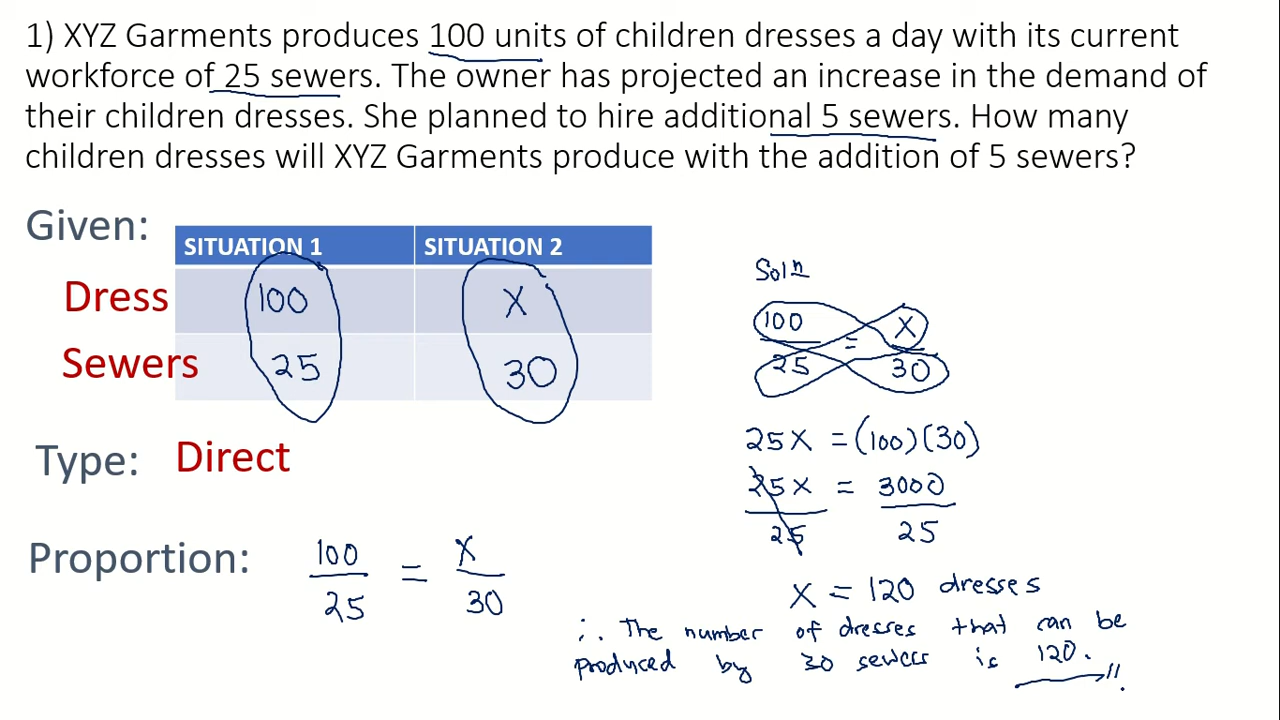 1) XYZ Garments produces 100 units of children dresses a day with its current
workforce of 25 sewers. The owner has projected an increase in the demand of
their children dresses. She planned to hire additional 5 sewers. How many
children dresses will XYZ Garments produce with the addition of 5 sewers?
Given:
SITUATION 1 SITUATION 2
Dress 100 X
Sewers 25 30
Type: Direct
Proportion: 100/25 = X/30
Soln
100/25 = X/30
25X = (100)(30)
25X/25 = 3000/25
X = 120 dresses
∴ The number of dresses that can be
produced by 30 sewers is 120.